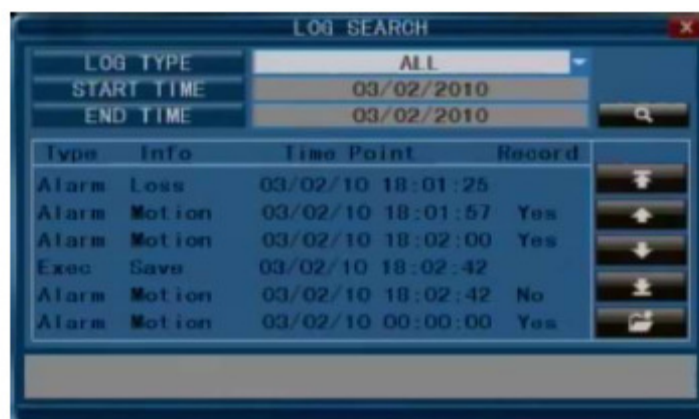 LOG SEARCH
LOG TYPE ALL
START TIME 03/02/2010
END TIME 03/02/2010
Type Info Time Point Record
Alarm Loss 03/02/10 18:01:25
Alarm Motion 03/02/10 18:01:57 Yes
Alarm Motion 03/02/10 18:02:00 Yes
Exec Save 03/02/10 18:02:42
Alarm Motion 03/02/10 18:02:42 No
Alarm Motion 03/02/10 00:00:00 Yes